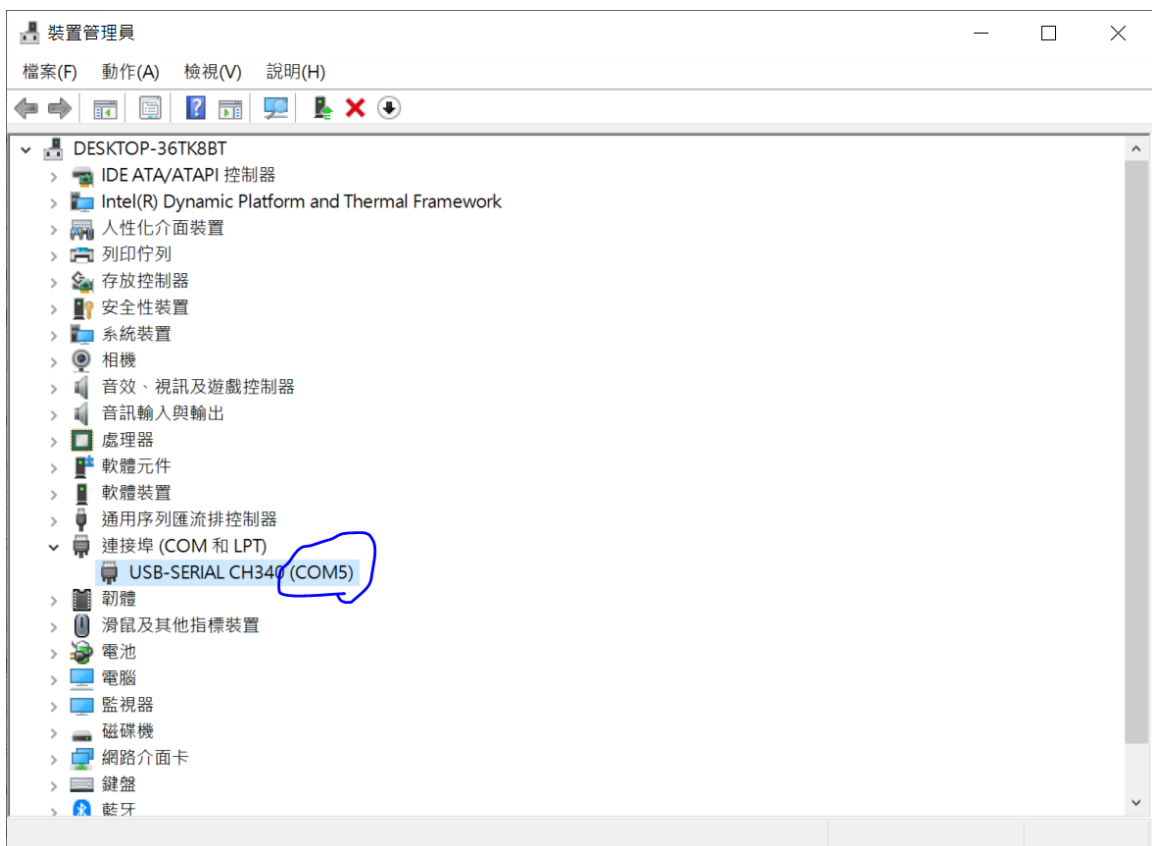 裝置管理員
檔案(F) 動作(A) 檢視(V) 說明(H)
DESKTOP-36TK8BT
IDE ATA/ATAPI 控制器
Intel(R) Dynamic Platform and Thermal Framework
人性化介面裝置
列印佇列
存放控制器
安全性裝置
系統裝置
相機
音效、視訊及遊戲控制器
音訊輸入與輸出
處理器
軟體元件
軟體裝置
通用序列匯流排控制器
連接埠 (COM 和 LPT)
USB-SERIAL CH340 (COM5)
韌體
滑鼠及其他指標裝置
電池
電腦
監視器
磁碟機
網路介面卡
鍵盤
藍牙